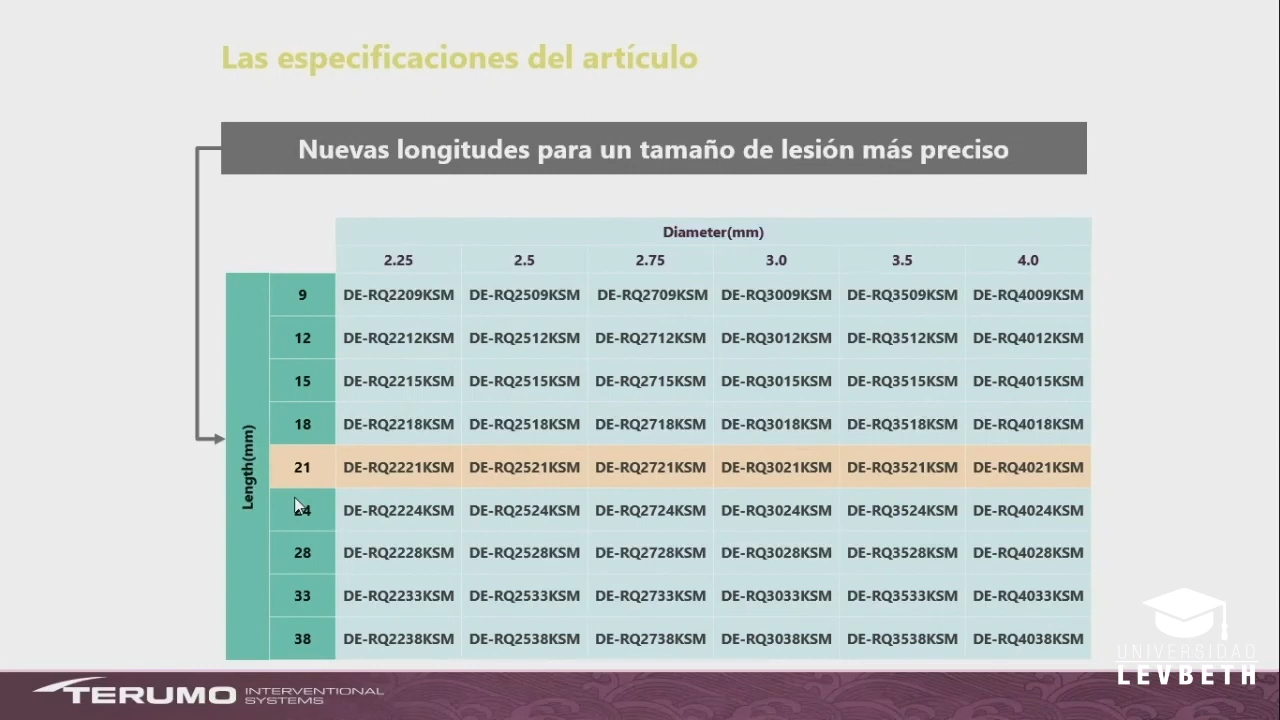 Las especificaciones del artículo
Nuevas longitudes para un tamaño de lesión más preciso
Diameter(mm)
2.25 2.5 2.75 3.0 3.5 4.0
Length(mm)
9 DE-RQ2209KSM DE-RQ2509KSM DE-RQ2709KSM DE-RQ3009KSM DE-RQ3509KSM DE-RQ4009KSM
12 DE-RQ2212KSM DE-RQ2512KSM DE-RQ2712KSM DE-RQ3012KSM DE-RQ3512KSM DE-RQ4012KSM
15 DE-RQ2215KSM DE-RQ2515KSM DE-RQ2715KSM DE-RQ3015KSM DE-RQ3515KSM DE-RQ4015KSM
18 DE-RQ2218KSM DE-RQ2518KSM DE-RQ2718KSM DE-RQ3018KSM DE-RQ3518KSM DE-RQ4018KSM
21 DE-RQ2221KSM DE-RQ2521KSM DE-RQ2721KSM DE-RQ3021KSM DE-RQ3521KSM DE-RQ4021KSM
24 DE-RQ2224KSM DE-RQ2524KSM DE-RQ2724KSM DE-RQ3024KSM DE-RQ3524KSM DE-RQ4024KSM
28 DE-RQ2228KSM DE-RQ2528KSM DE-RQ2728KSM DE-RQ3028KSM DE-RQ3528KSM DE-RQ4028KSM
33 DE-RQ2233KSM DE-RQ2533KSM DE-RQ2733KSM DE-RQ3033KSM DE-RQ3533KSM DE-RQ4033KSM
38 DE-RQ2238KSM DE-RQ2538KSM DE-RQ2738KSM DE-RQ3038KSM DE-RQ3538KSM DE-RQ4038KSM
TERUMO INTERVENTIONAL
SYSTEMS
UNIVERSIDAD
LEVBETH